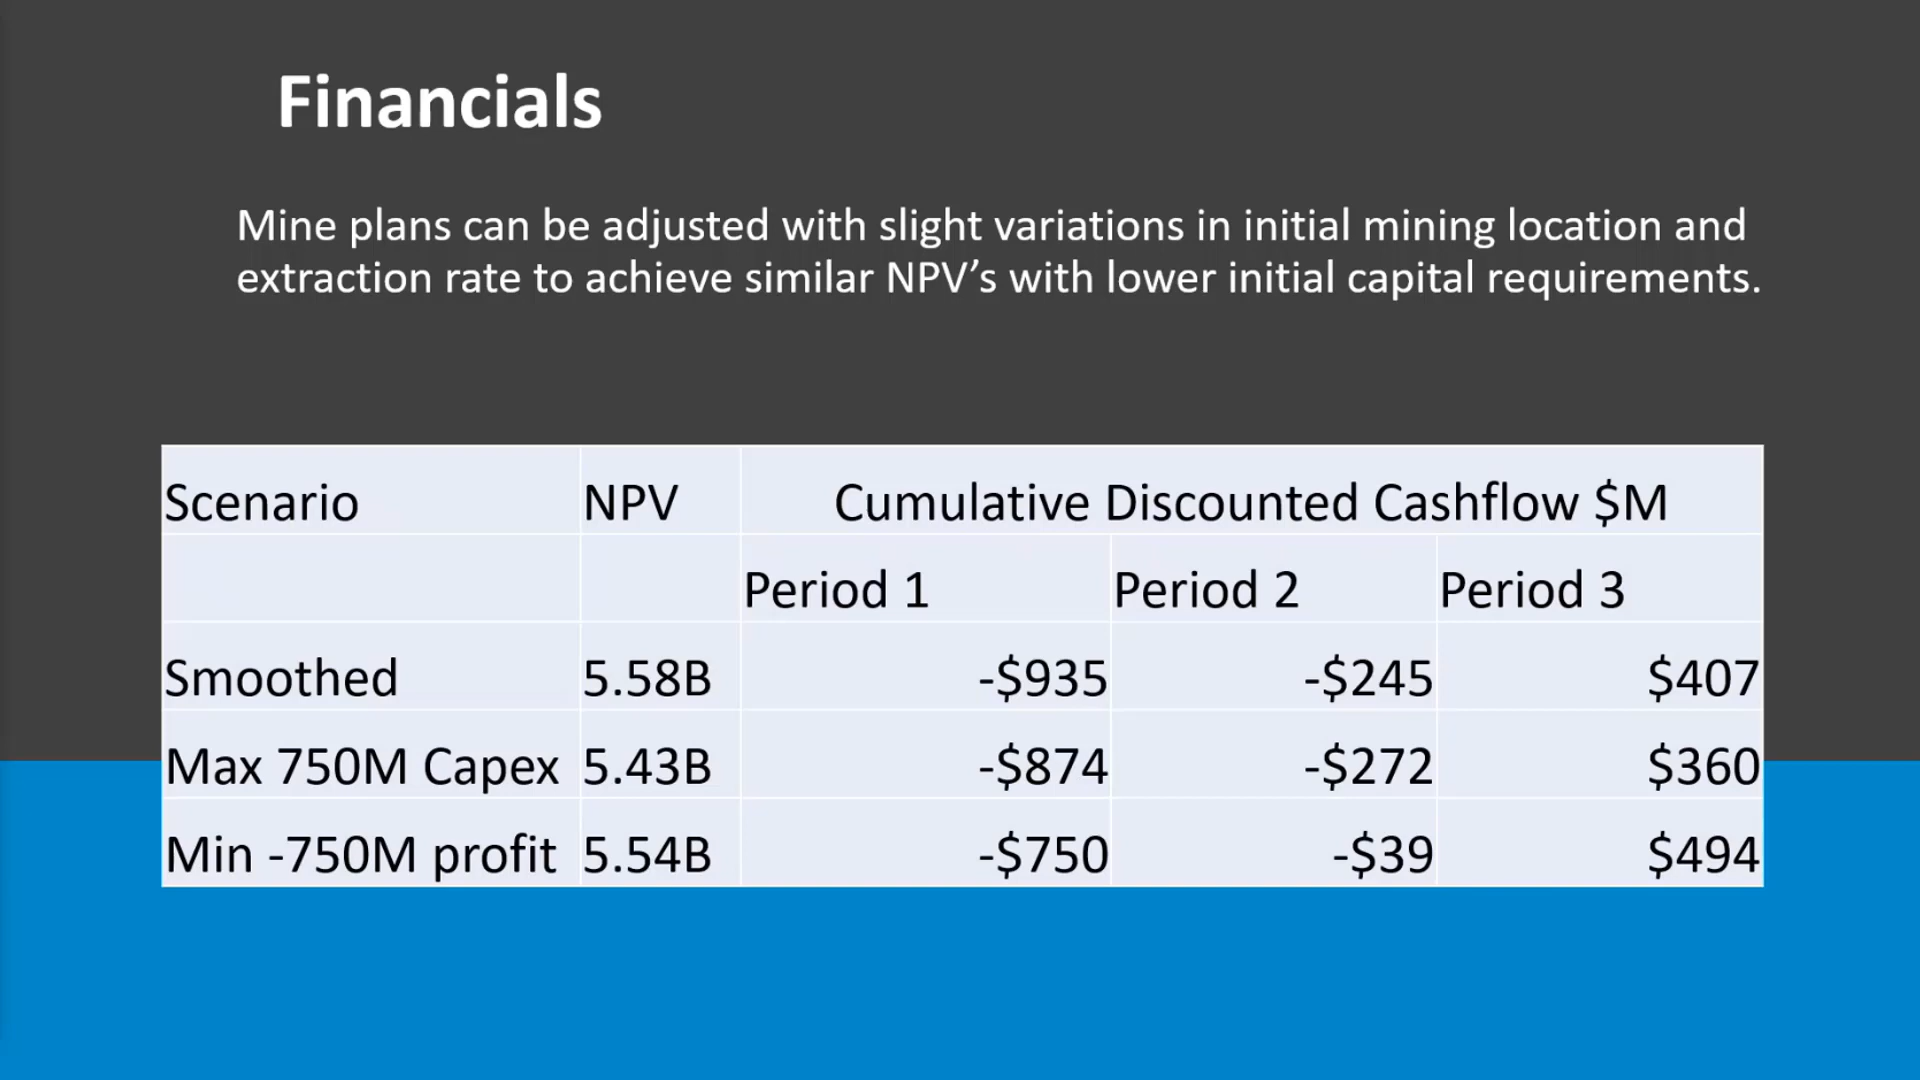 Financials
Mine plans can be adjusted with slight variations in initial mining location and
extraction rate to achieve similar NPV’s with lower initial capital requirements.
Scenario NPV Cumulative Discounted Cashflow $M
Period 1 Period 2 Period 3
Smoothed 5.58B -$935 -$245 $407
Max 750M Capex 5.43B -$874 -$272 $360
Min -750M profit 5.54B -$750 -$39 $494